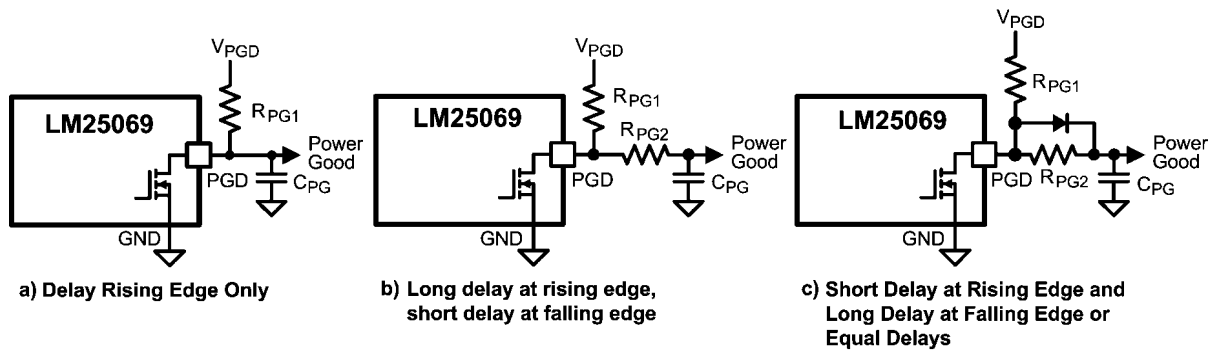 VPGD
RPG1
LM25069
Power
Good
PGD
CPG
GND
a) Delay Rising Edge Only
VPGD
RPG1
LM25069
RPG2
Power
Good
PGD
CPG
GND
b) Long delay at rising edge,
short delay at falling edge
VPGD
RPG1
LM25069
Power
Good
PGD
RPG2
CPG
GND
c) Short Delay at Rising Edge and
Long Delay at Falling Edge or
Equal Delays